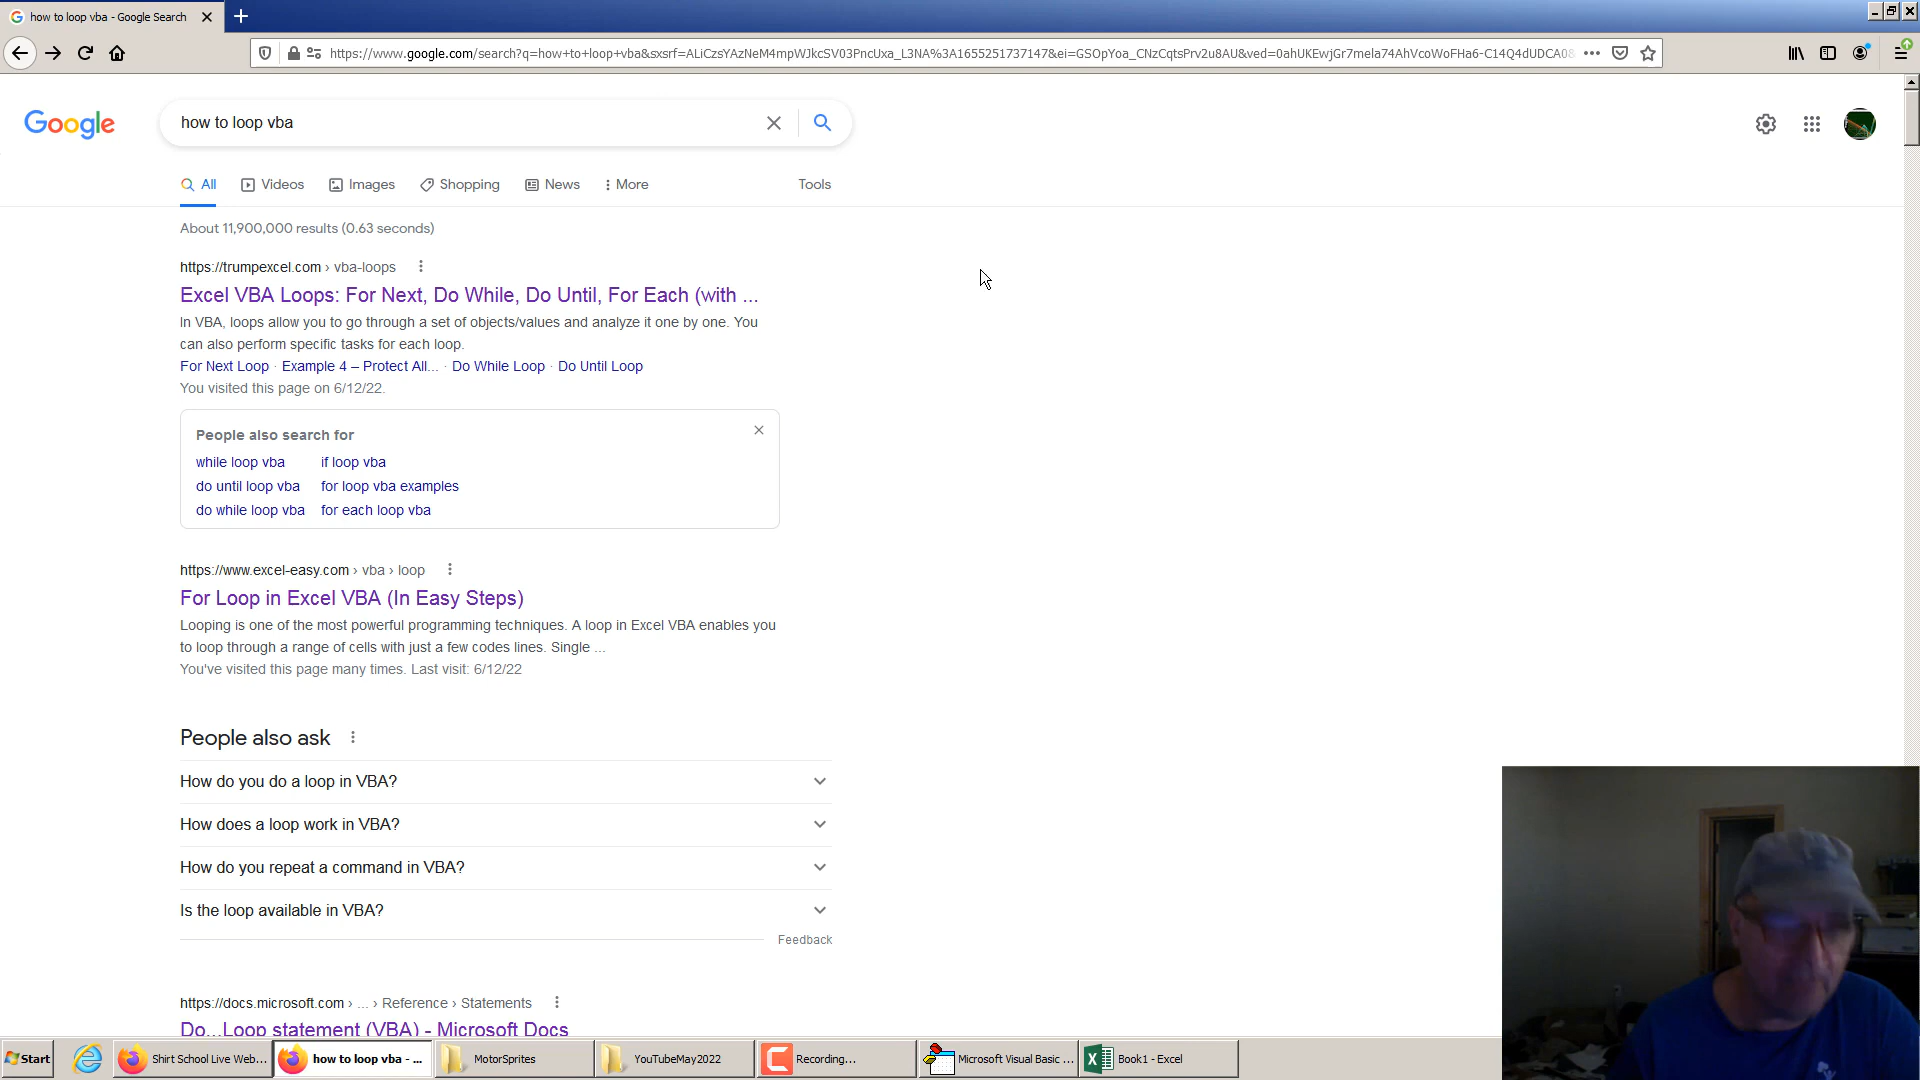 how to loop vba - Google Search
https://www.google.com/search?q=how+to+loop+vba&sxsrf=ALiCzsYAzNeM4mpWJkcSV03PncUxa_L3NA%3A1655251737147&ei=GSOpYoa_CNzCqtsPrv2u8AU&ved=0ahUKEwjGr7mela74AhVcoWoFHa6-C14Q4dUDCA0
Google
how to loop vba
All Videos Images Shopping News More Tools
About 11,900,000 results (0.63 seconds)
https://trumpexcel.com › vba-loops
Excel VBA Loops: For Next, Do While, Do Until, For Each (with ...
In VBA, loops allow you to go through a set of objects/values and analyze it one by one. You
can also perform specific tasks for each loop.
For Next Loop · Example 4 – Protect All... · Do While Loop · Do Until Loop
You visited this page on 6/12/22.
People also search for
while loop vba if loop vba
do until loop vba for loop vba examples
do while loop vba for each loop vba
https://www.excel-easy.com › vba › loop
For Loop in Excel VBA (In Easy Steps)
Looping is one of the most powerful programming techniques. A loop in Excel VBA enables you
to loop through a range of cells with just a few codes lines. Single ...
You've visited this page many times. Last visit: 6/12/22
People also ask
How do you do a loop in VBA?
How does a loop work in VBA?
How do you repeat a command in VBA?
Is the loop available in VBA?
Feedback
https://docs.microsoft.com › ... › Reference › Statements
Do...Loop statement (VBA) - Microsoft Docs
Start Shirt School Live Web... how to loop vba - ... MotorSprites YouTubeMay2022 Recording... Microsoft Visual Basic ... Book1 - Excel